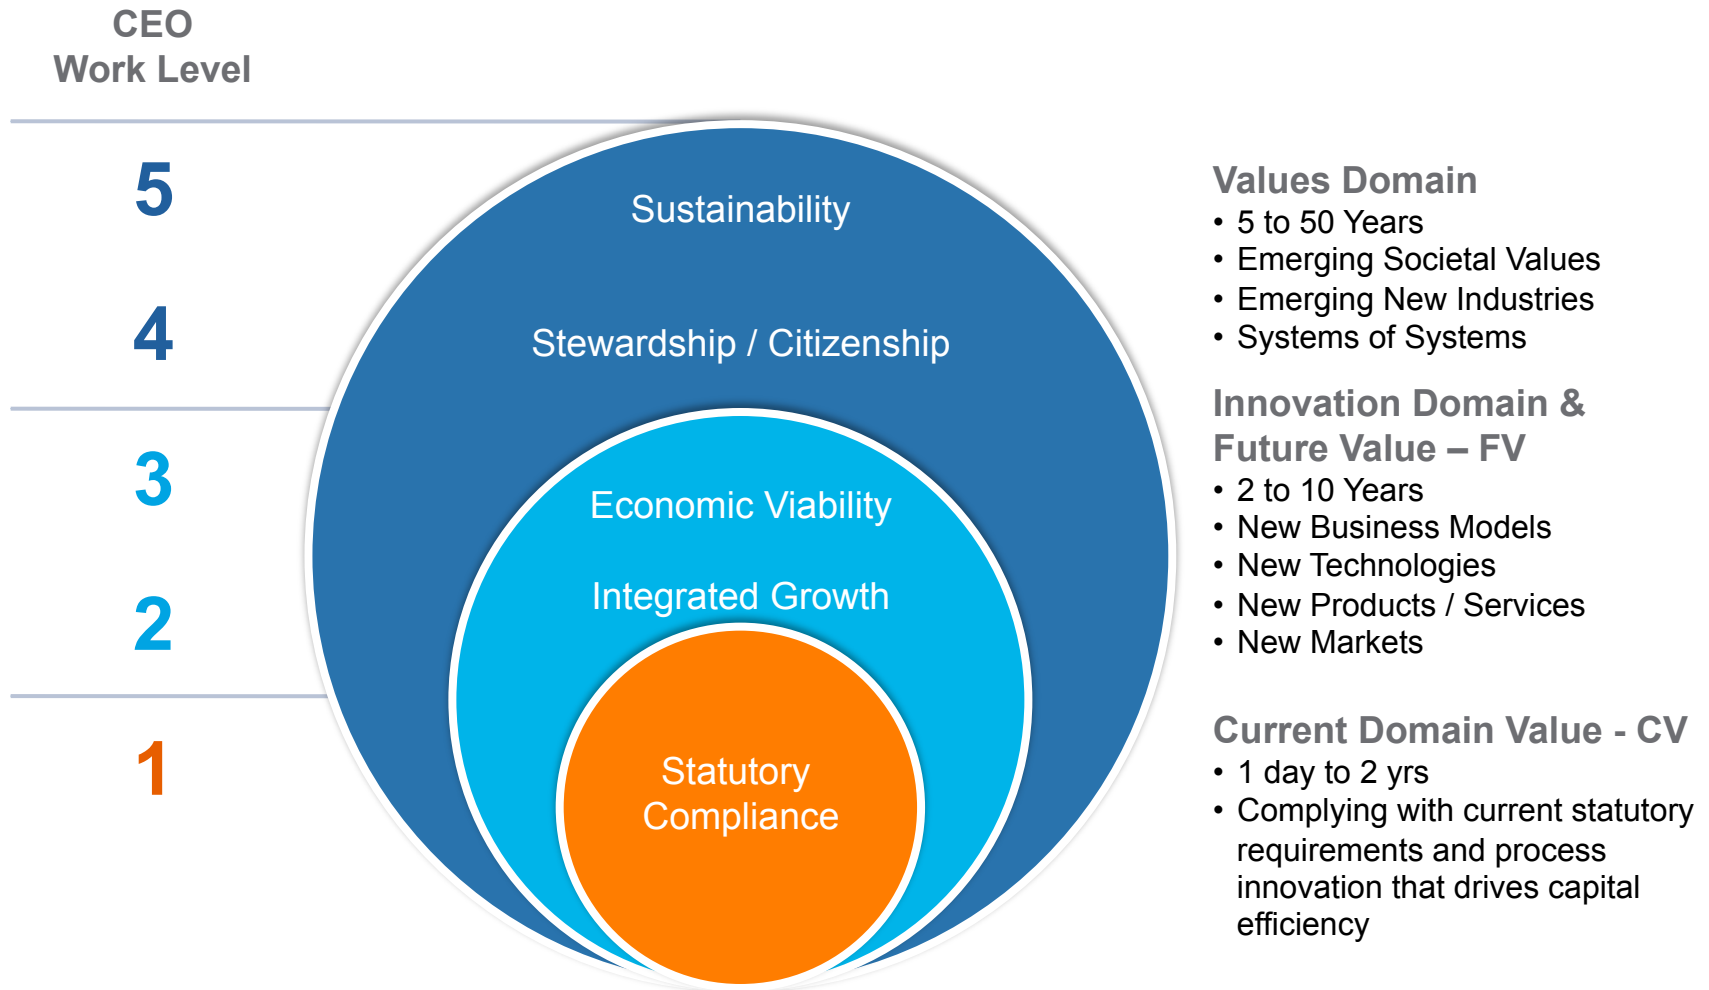 CEO
Work Level
5
4
3
2
1
Sustainability
Stewardship / Citizenship
Economic Viability
Integrated Growth
Statutory
Compliance
Values Domain
• 5 to 50 Years
• Emerging Societal Values
• Emerging New Industries
• Systems of Systems
Innovation Domain &
Future Value – FV
• 2 to 10 Years
• New Business Models
• New Technologies
• New Products / Services
• New Markets
Current Domain Value - CV
• 1 day to 2 yrs
• Complying with current statutory
requirements and process
innovation that drives capital
efficiency